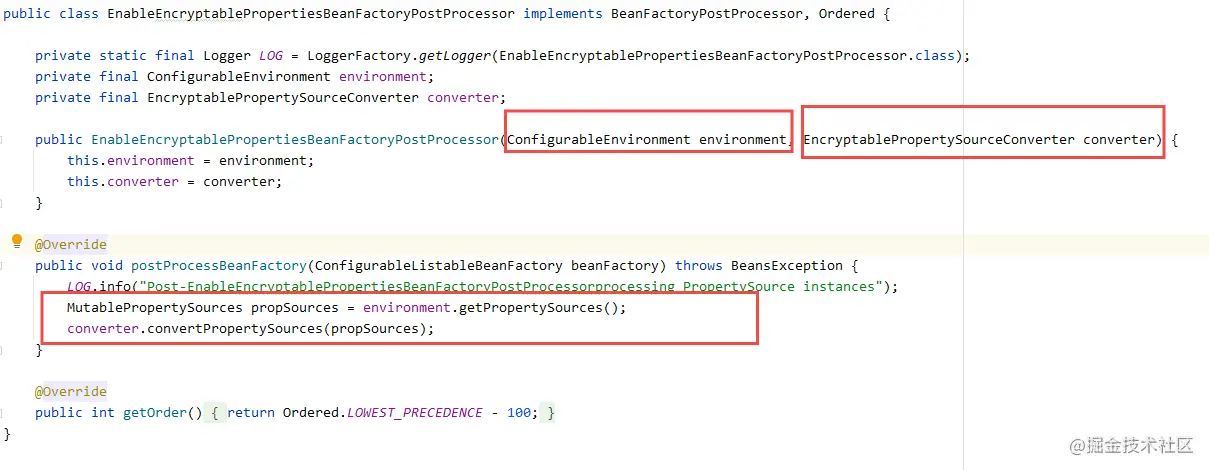 public class EnableEncryptablePropertiesBeanFactoryPostProcessor implements BeanFactoryPostProcessor, Ordered {
private static final Logger LOG = LoggerFactory.getLogger(EnableEncryptablePropertiesBeanFactoryPostProcessor.class);
private final ConfigurableEnvironment environment;
private final EncryptablePropertySourceConverter converter;
public EnableEncryptablePropertiesBeanFactoryPostProcessor(ConfigurableEnvironment environment, EncryptablePropertySourceConverter converter) {
this.environment = environment;
this.converter = converter;
}
@Override
public void postProcessBeanFactory(ConfigurableListableBeanFactory beanFactory) throws BeansException {
LOG.info("Post-EnableEncryptablePropertiesBeanFactoryPostProcessorprocessing PropertySource instances");
MutablePropertySources propSources = environment.getPropertySources();
converter.convertPropertySources(propSources);
}
@Override
public int getOrder() { return Ordered.LOWEST_PRECEDENCE - 100; }
}
@掘金技术社区